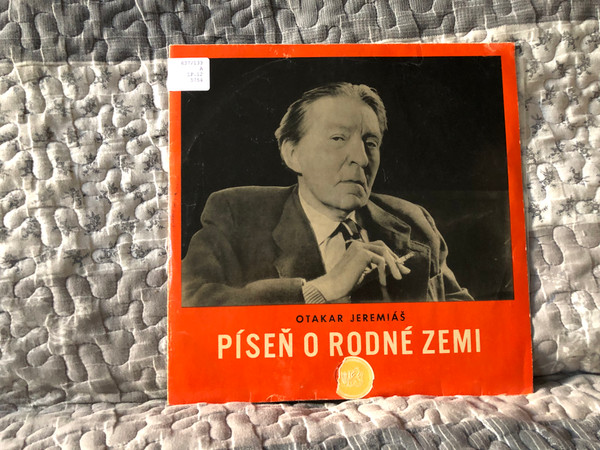 OTAKAR JEREMIÁŠ
PÍSEŇ O RODNÉ ZEMI